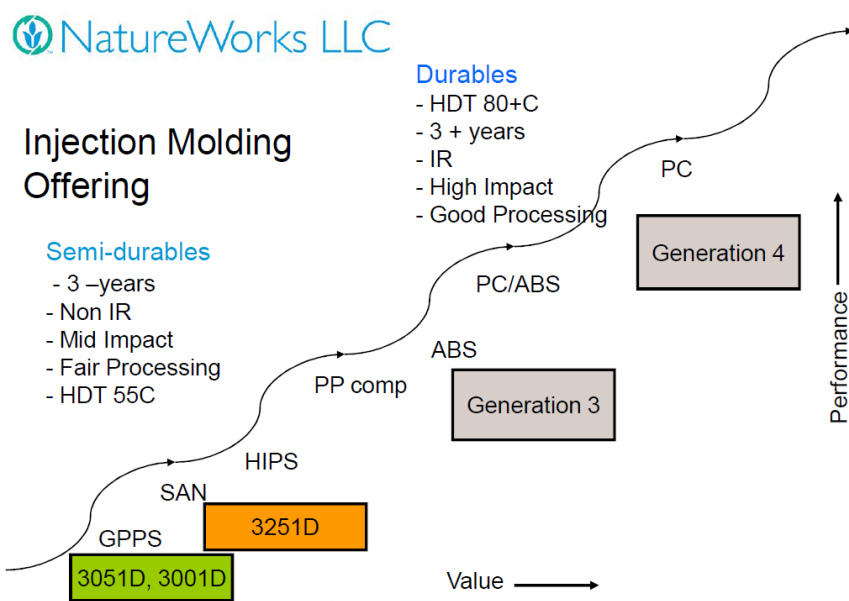 NatureWorks LLC
Injection Molding
Offering
Durables
- HDT 80+C
- 3 + years
- IR
- High Impact
- Good Processing
Semi-durables
- 3 –years
- Non IR
- Mid Impact
- Fair Processing
- HDT 55C
PC
Generation 4
PC/ABS
ABS
Generation 3
PP comp
HIPS
SAN
3251D
GPPS
3051D, 3001D
Value
Performance